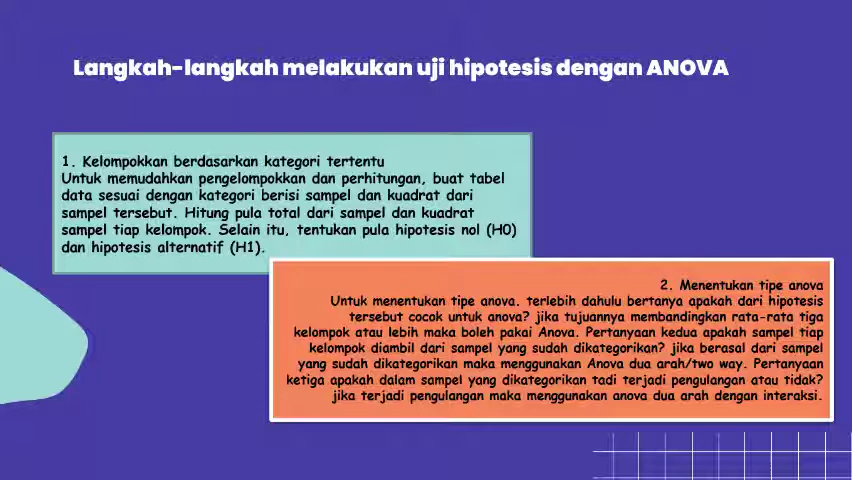 Langkah-langkah melakukan uji hipotesis dengan ANOVA
1. Kelompokkan berdasarkan kategori tertentu
Untuk memudahkan pengelompokkan dan perhitungan, buat tabel
data sesuai dengan kategori berisi sampel dan kuadrat dari
sampel tersebut. Hitung pula total dari sampel dan kuadrat
sampel tiap kelompok. Selain itu, tentukan pula hipotesis nol (H0)
dan hipotesis alternatif (H1).
2. Menentukan tipe anova
Untuk menentukan tipe anova. terlebih dahulu bertanya apakah dari hipotesis
tersebut cocok untuk anova? jika tujuannya membandingkan rata-rata tiga
kelompok atau lebih maka boleh pakai Anova. Pertanyaan kedua apakah sampel tiap
kelompok diambil dari sampel yang sudah dikategorikan? jika berasal dari sampel
yang sudah dikategorikan maka menggunakan Anova dua arah/two way. Pertanyaan
ketiga apakah dalam sampel yang dikategorikan tadi terjadi pengulangan atau tidak?
jika terjadi pengulangan maka menggunakan anova dua arah dengan interaksi.